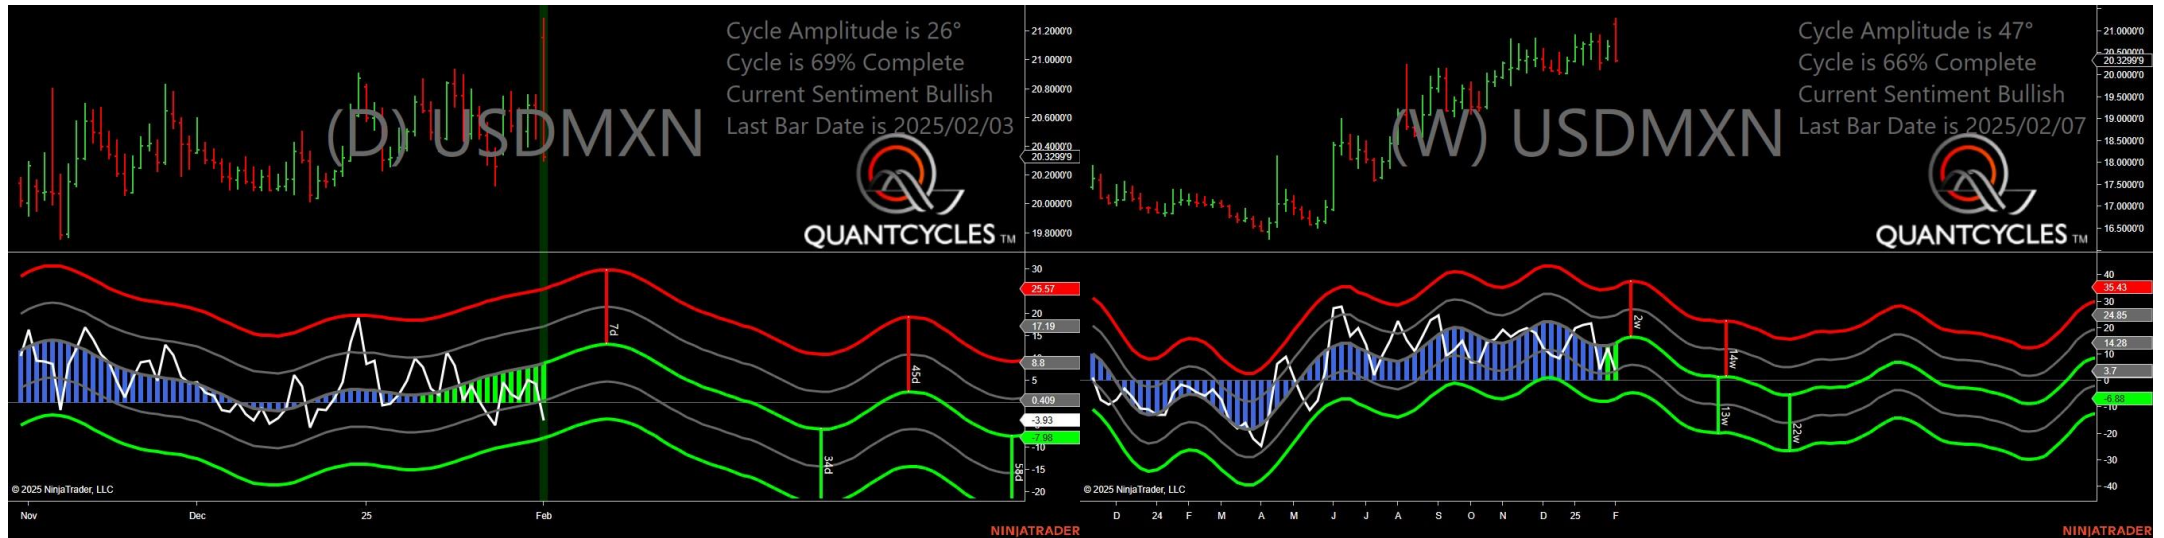 Cycle Amplitude is 26°
Cycle is 69% Complete
Current Sentiment Bullish
Last Bar Date is 2025/02/03
(D) USDMXN
QUANTCYCLES TM
21.2000'0
21.0000'0
20.8000'0
20.6000'0
20.4000'0
20.3299'9
20.2000'0
20.0000'0
19.8000'0
30
25.57
20
17.19
15
8.8
5
0.409
-3.93
-7.98
-10
-15
-20
7d
34d
45d
58d
© 2025 NinjaTrader, LLC
Nov Dec 25 Feb
NINJATRADER
Cycle Amplitude is 47°
Cycle is 66% Complete
Current Sentiment Bullish
Last Bar Date is 2025/02/07
(W) USDMXN
QUANTCYCLES TM
21.0000'0
20.5000'0
20.3299'9
20.0000'0
19.5000'0
19.0000'0
18.5000'0
18.0000'0
17.5000'0
17.0000'0
16.5000'0
40
35.43
30
24.85
20
14.28
10
3.7
0
-6.88
-10
-20
-30
-40
2w
14w
13w
22w
© 2025 NinjaTrader, LLC
D 24 F M A M J J A S O N D 25 F
NINJATRADER